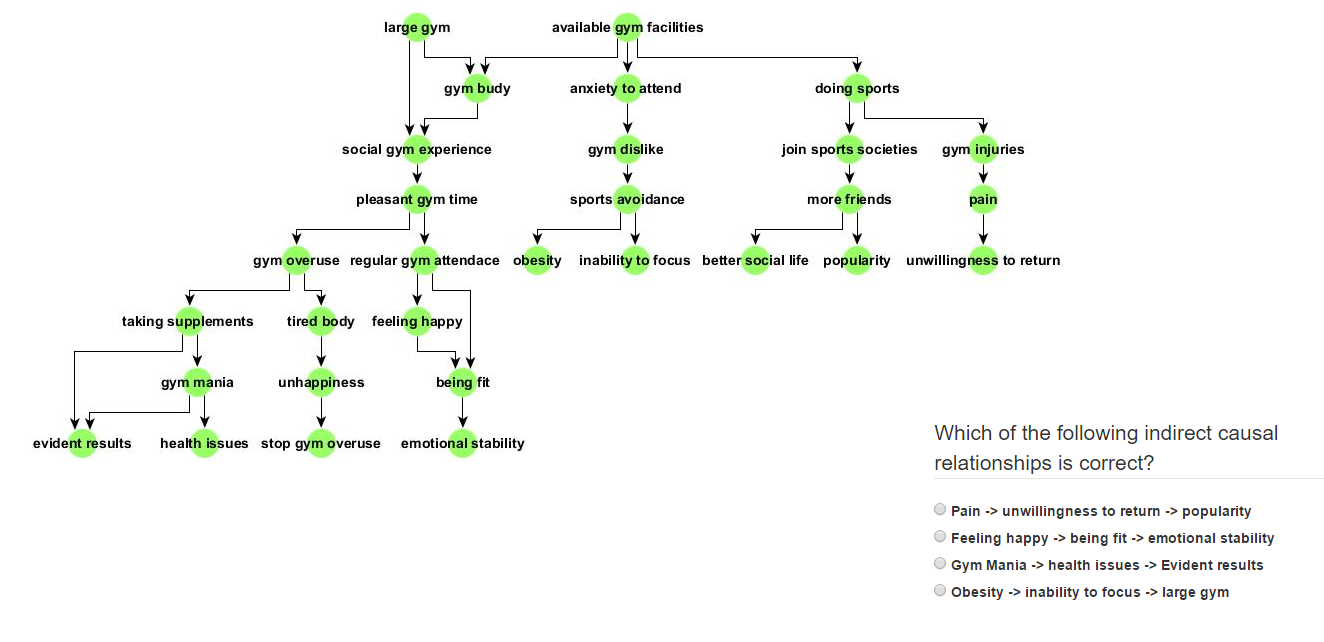 large gym
available gym facilities
gym budy
anxiety to attend
doing sports
social gym experience
gym dislike
join sports societies
gym injuries
pleasant gym time
sports avoidance
more friends
pain
gym overuse
regular gym attendace
obesity
inability to focus
better social life
popularity
unwillingness to return
taking supplements
tired body
feeling happy
gym mania
unhappiness
being fit
evident results
health issues
stop gym overuse
emotional stability
Which of the following indirect causal
relationships is correct?
Pain -> unwillingness to return -> popularity
Feeling happy -> being fit -> emotional stability
Gym Mania -> health issues -> Evident results
Obesity -> inability to focus -> large gym